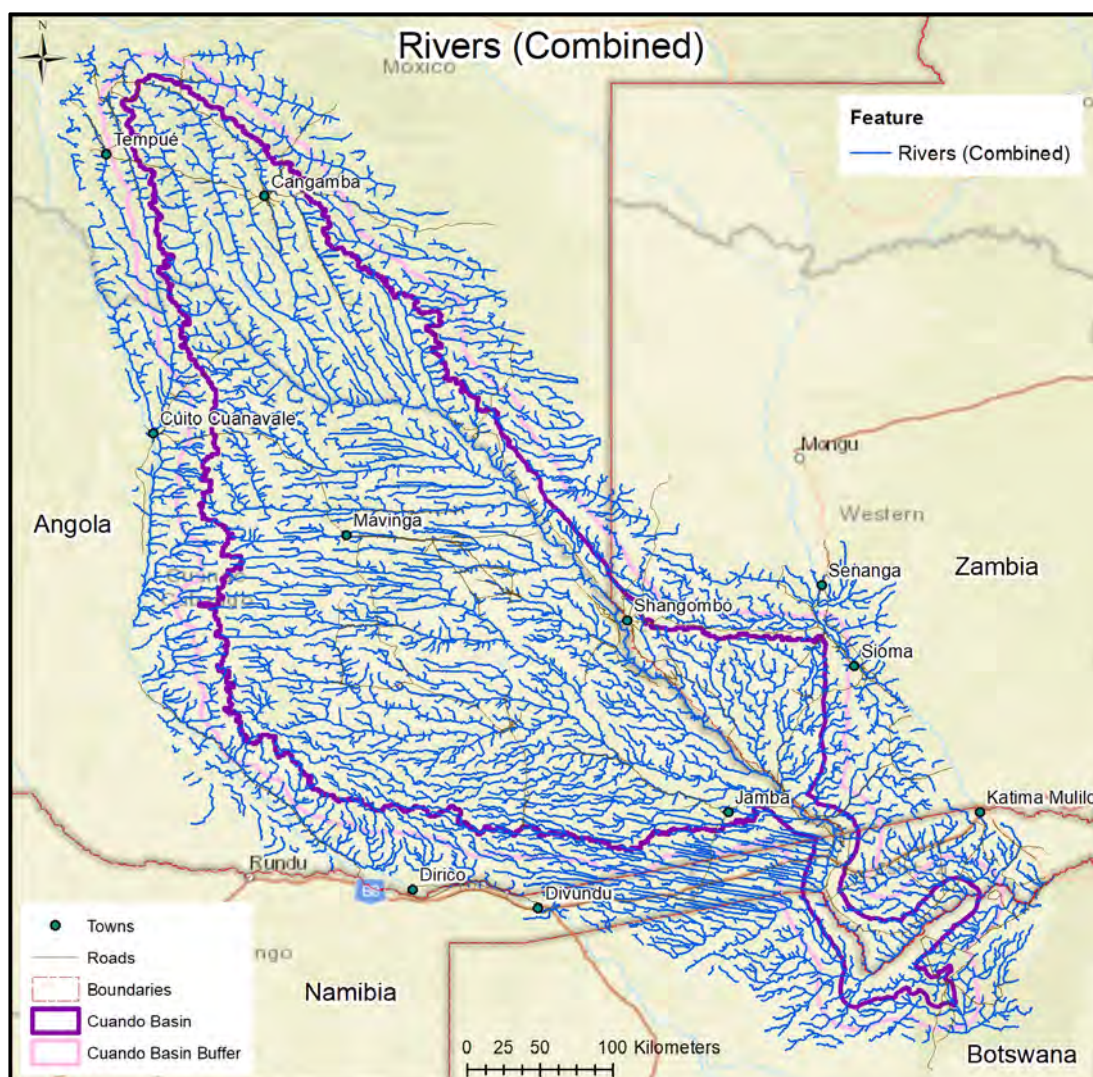 N
Rivers (Combined)
Moxico
Feature
Rivers (Combined)
Tempué
Cangamba
Cuito Cuanavale
Mongu
Angola
Mavinga
Western
Senanga
Zambia
Shangombo
Sioma
Jamba
Katima Mulilo
Rundu
Dirico
Divundu
Towns
Roads
Boundaries
Cuando Basin
Cuando Basin Buffer
ngo
Namibia
0 25 50 100 Kilometers
Botswana